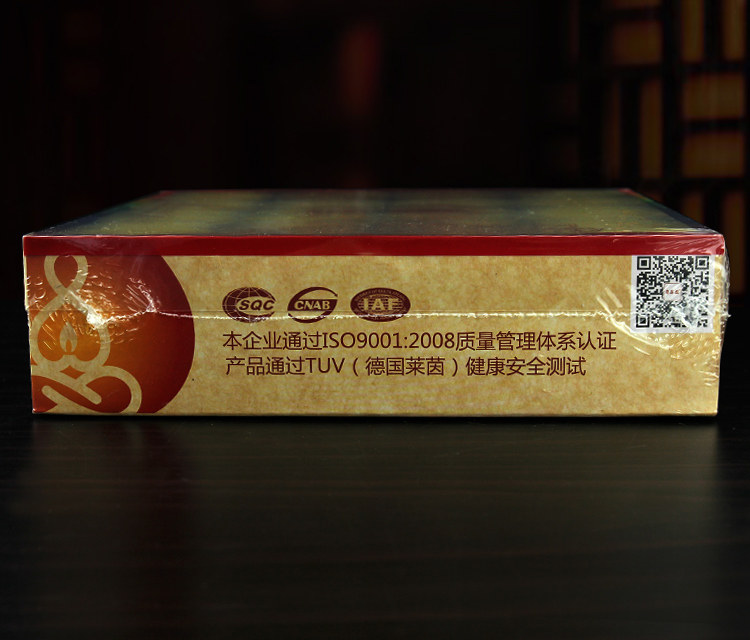 SQC CNAB IAF
本企业通过ISO9001:2008质量管理体系认证
产品通过TUV（德国莱茵）健康安全测试